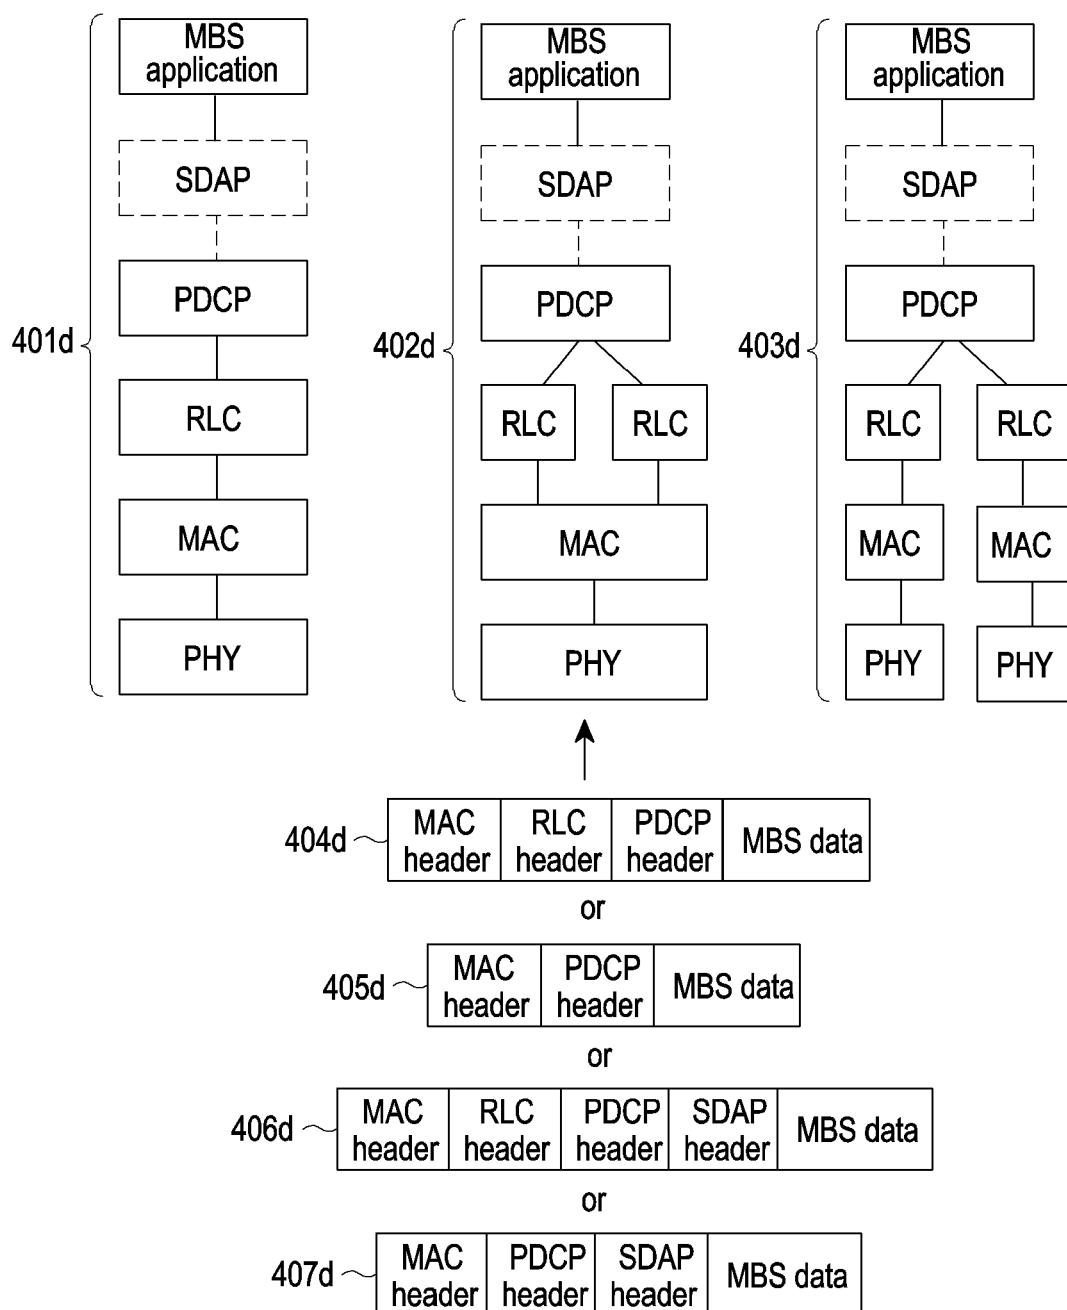 MBS
application
SDAP
PDCP
401d
RLC
MAC
PHY
MBS
application
SDAP
PDCP
402d
RLC RLC
MAC
PHY
MBS
application
SDAP
PDCP
403d
RLC RLC
MAC MAC
PHY PHY
404d
MAC
header
RLC
header
PDCP
header
MBS data
or
405d
MAC
header
PDCP
header
MBS data
or
406d
MAC
header
RLC
header
PDCP
header
SDAP
header
MBS data
or
407d
MAC
header
PDCP
header
SDAP
header
MBS data